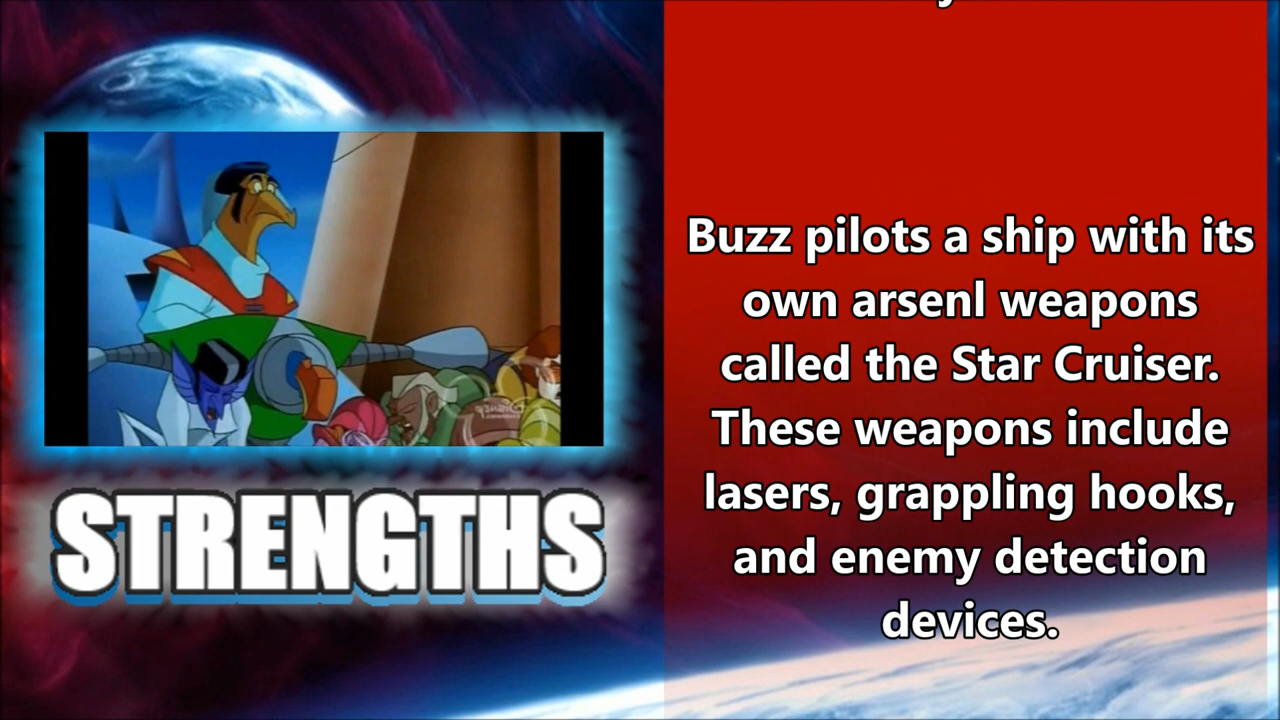 STRENGTHS
Buzz pilots a ship with its
own arsenl weapons
called the Star Cruiser.
These weapons include
lasers, grappling hooks,
and enemy detection
devices.